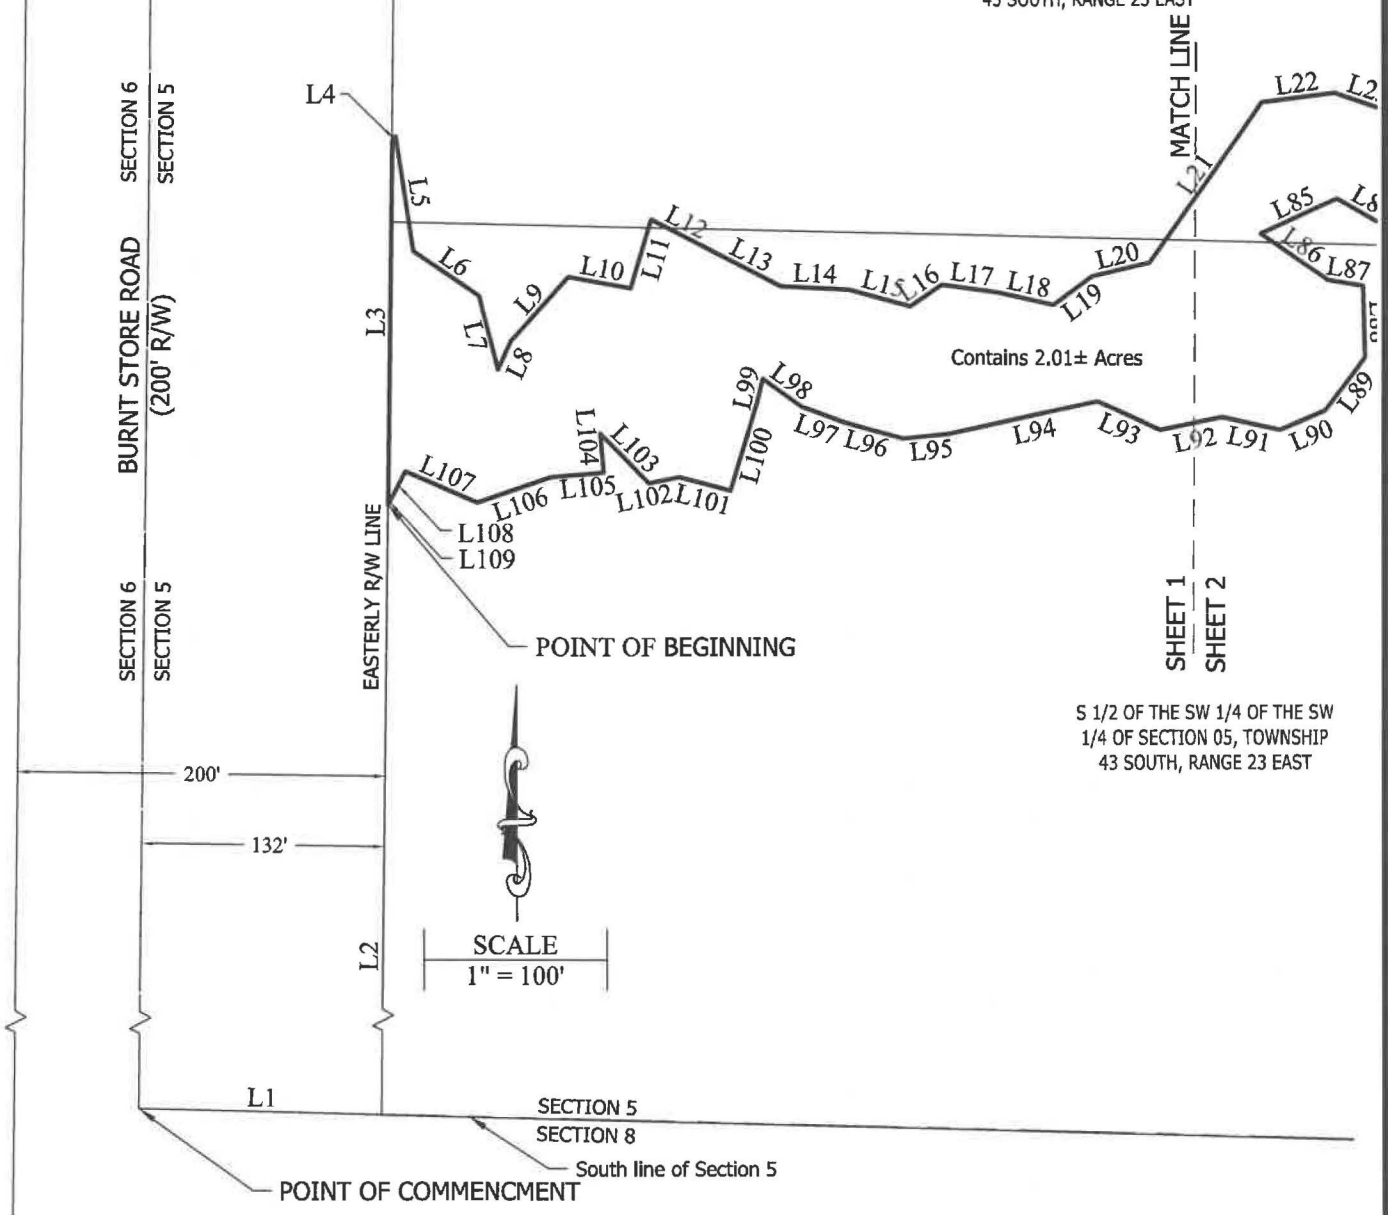 43 SOUTH, RANGE 23 EAST
MATCH LINE
SECTION 6
SECTION 5
L4
L22
L5
L21
L85
L12
L86
L87
L6
L11
L13
L20
L10
L14
L15
L16
L17
L18
L19
L9
L3
L7
L8
BURNT STORE ROAD
(200' R/W)
Contains 2.01± Acres
L89
L99
L98
L97
L96
L95
L94
L93
L92
L91
L90
L104
L103
L100
L107
L106
L105
L102
L101
L108
L109
EASTERLY R/W LINE
SECTION 6
SECTION 5
POINT OF BEGINNING
SHEET 1
SHEET 2
S 1/2 OF THE SW 1/4 OF THE SW
1/4 OF SECTION 05, TOWNSHIP
43 SOUTH, RANGE 23 EAST
200'
132'
L2
SCALE
1" = 100'
L1
SECTION 5
SECTION 8
South line of Section 5
POINT OF COMMENCMENT